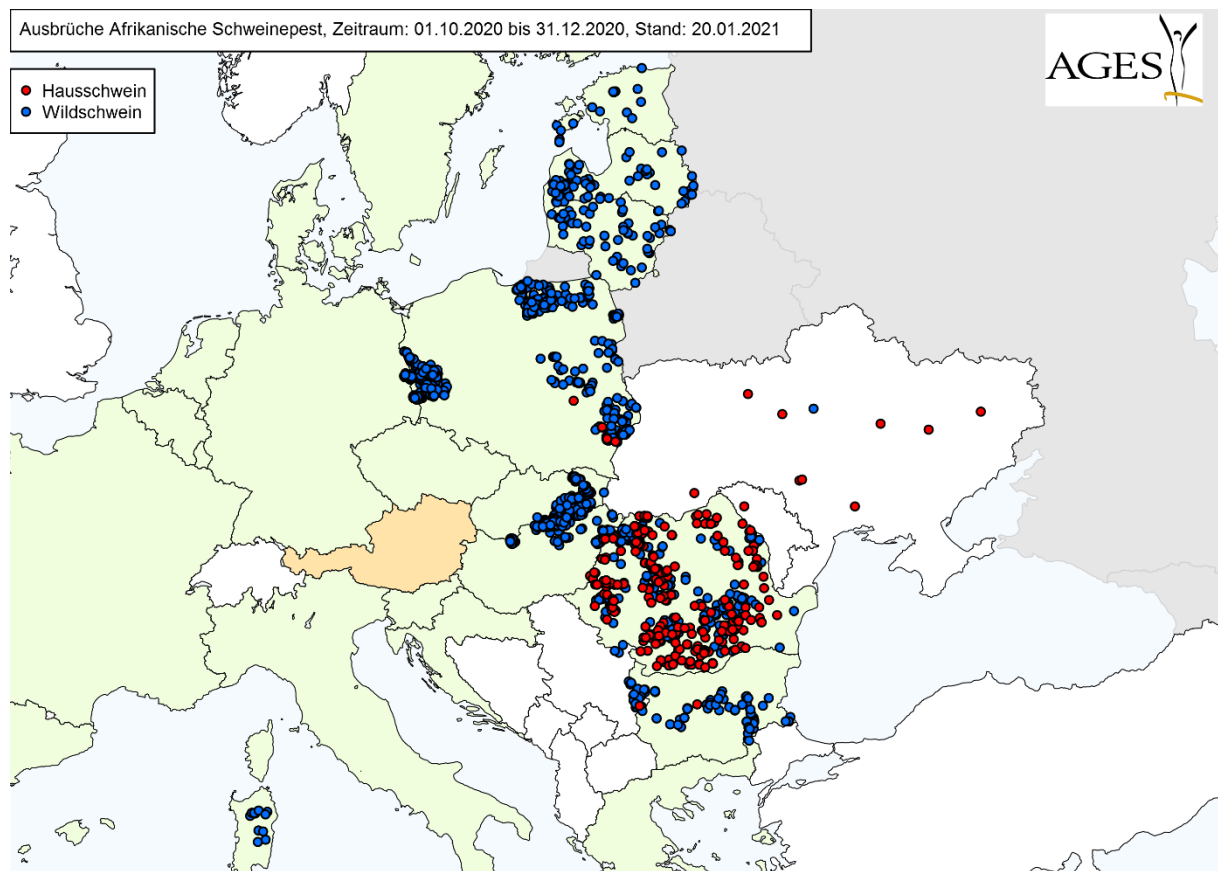 Ausbrüche Afrikanische Schweinepest, Zeitraum: 01.10.2020 bis 31.12.2020, Stand: 20.01.2021
AGES
Hausschwein
Wildschwein